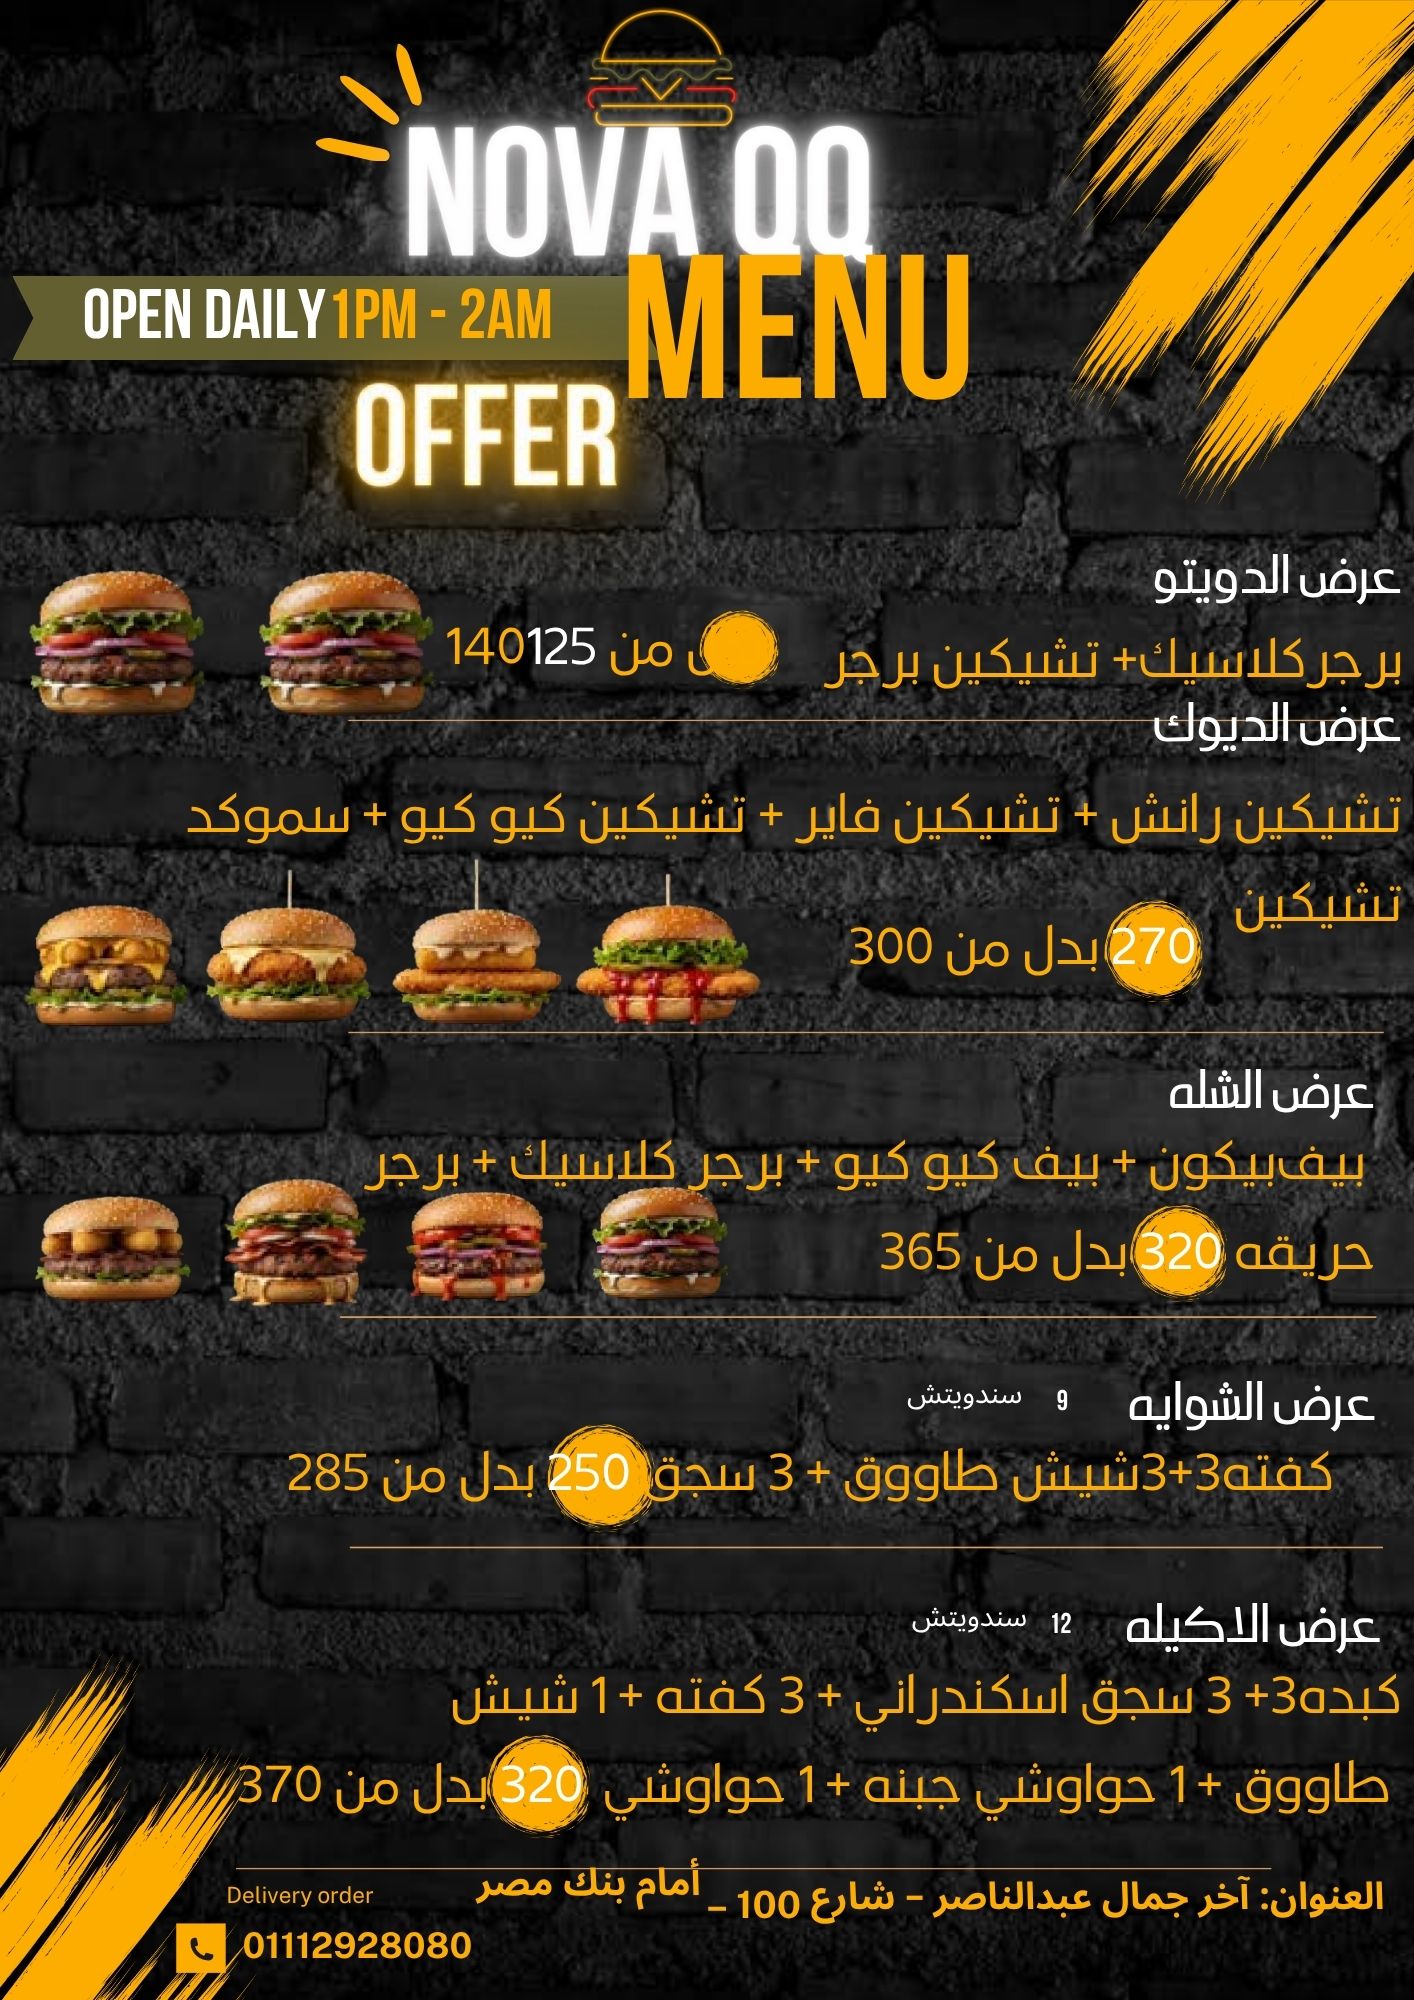 NOVA QQ
MENU
OPEN DAILY 1PM - 2AM
OFFER
عرض الدويتو
برجركلاسيك+ تشيكين برجر
من 125 140
عرض الديوك
تشيكين رانش + تشيكين فاير + تشيكين كيو كيو + سموكد
تشيكين
270 بدل من 300
عرض الشله
بيف بيكون + بيف كيو كيو + برجر كلاسيك + برجر
حريقه 320 بدل من 365
عرض الشوايه 9 سندويتش
كفته3+3شيش طاووق + 3 سجق 250 بدل من 285
عرض الاكيله 12 سندويتش
كبده3+ 3 سجق اسكندراني + 3 كفته +1 شيش
طاووق +1 حواوشي جبنه +1 حواوشي 320 بدل من 370
العنوان: آخر جمال عبدالناصر - شارع 100 - أمام بنك مصر
Delivery order
01112928080